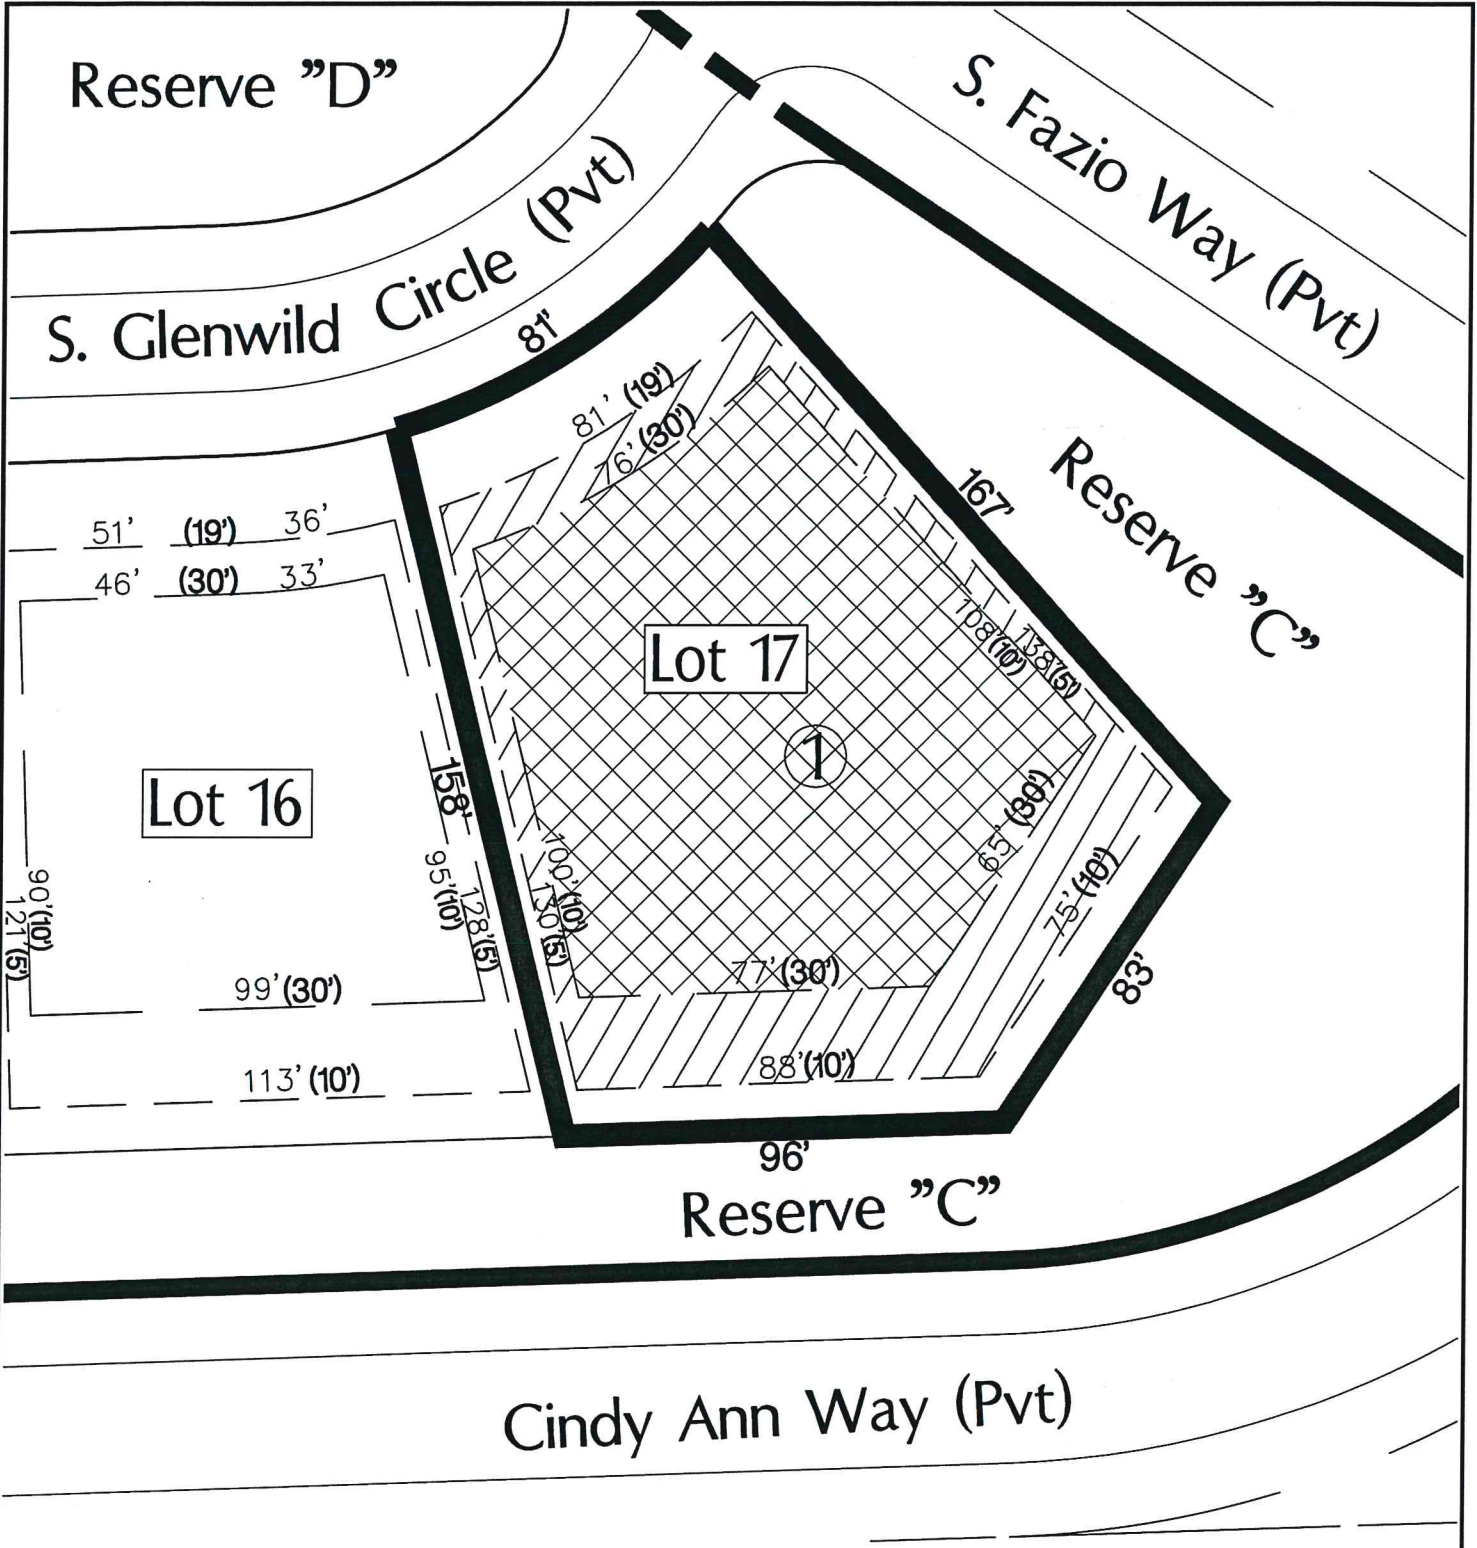 Reserve ”D”
S. Fazio Way (Pvt)
S. Glenwild Circle (Pvt)
81'
81' (19')
76' (30')
167'
Reserve ”C”
51' (19') 36'
46' (30') 33'
108'(10')
138'(5')
Lot 17
1
Lot 16
158'
65' (30')
75' (10')
83'
90'(10')
121'(5')
95'(10')
128'(5')
100'(10')
130'(5')
77' (30')
99' (30')
88'(10')
113' (10')
96'
Reserve ”C”
Cindy Ann Way (Pvt)